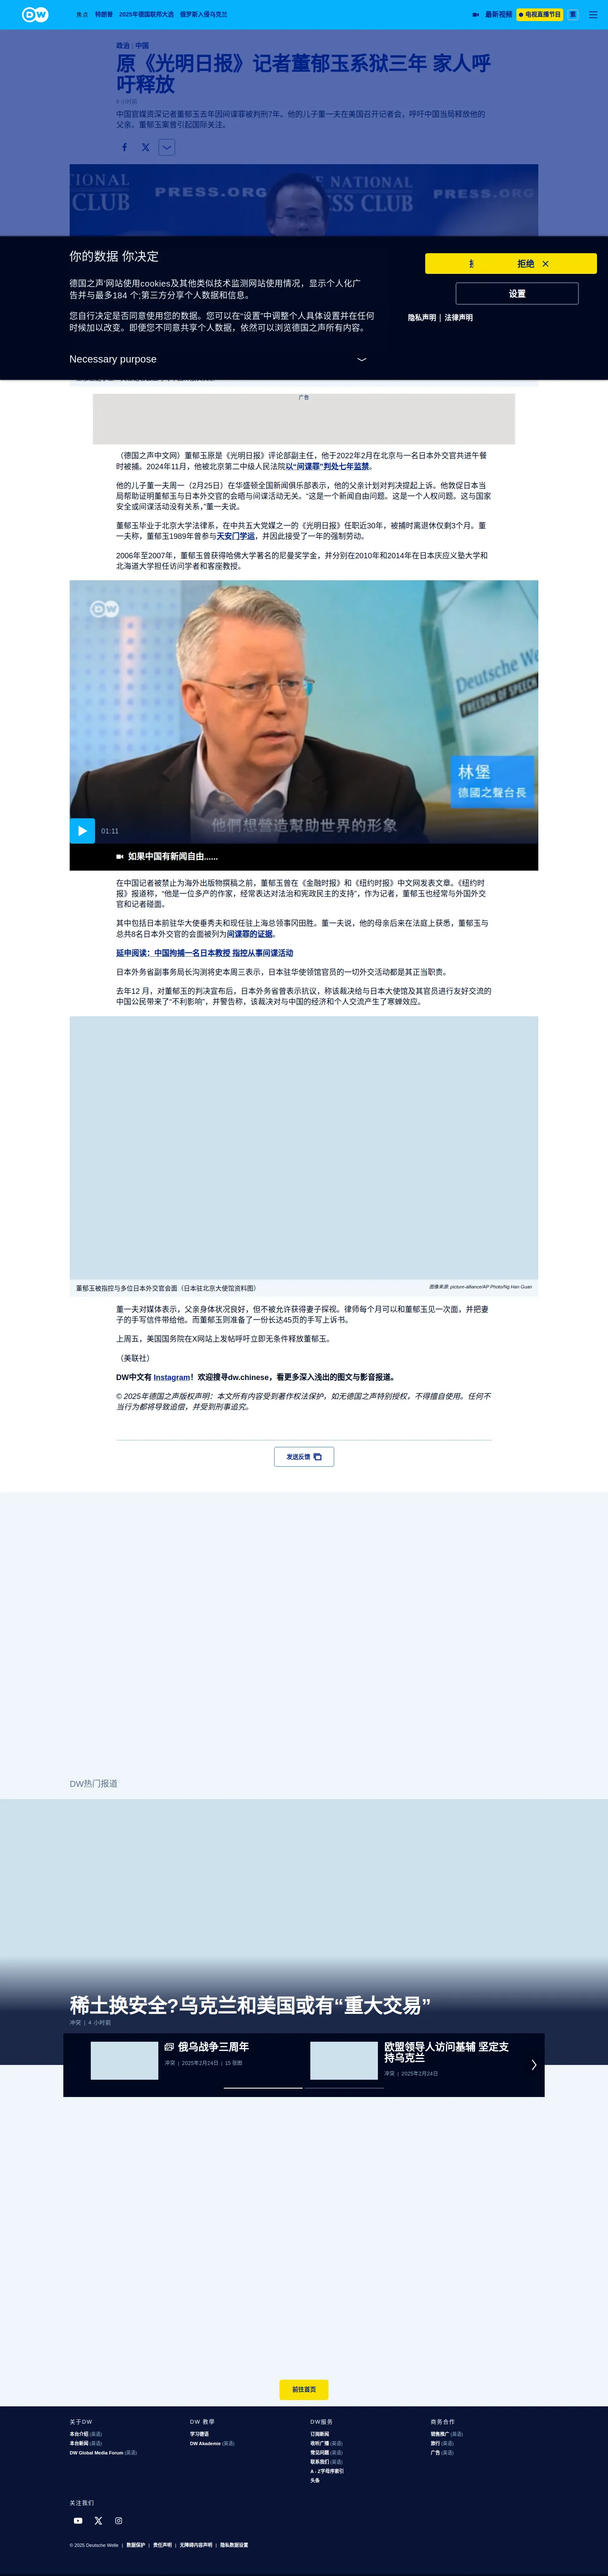 DW
焦点 特朗普 2025年德国联邦大选 俄罗斯入侵乌克兰 最新视频 电视直播节目 繁
政治 | 中国
原《光明日报》记者董郁玉系狱三年 家人呼
吁释放
中国官媒资深记者董郁玉去年因间谍罪被判刑7年。他的儿子董一夫在美国召开记者会，呼吁中国当局释放他的
父亲。董郁玉案曾引起国际关注。
NATIONAL
CLUB
PRESS.ORG
THE NATIONAL
PRESS CLUB
PRESS.ORG
你的数据 你决定
德国之声'网站使用cookies及其他类似技术监测网站使用情况，显示个人化广
告并与最多184 个;第三方分享个人数据和信息。
您自行决定是否同意使用您的数据。您可以在“设置”中调整个人具体设置并在任何
时候加以改变。即便您不同意共享个人数据，依然可以浏览德国之声所有内容。
Necessary purpose
拒绝
设置
隐私声明 | 法律声明
广告
（德国之声中文网）董郁玉原是《光明日报》评论部副主任，他于2022年2月在北京与一名日本外交官共进午餐
时被捕。2024年11月，他被北京第二中级人民法院以“间谍罪”判处七年监禁。
他的儿子董一夫周一（2月25日）在华盛顿全国新闻俱乐部表示，他的父亲计划对判决提起上诉。他敦促日本当
局帮助证明董郁玉与日本外交官的会晤与间谍活动无关。“这是一个新闻自由问题。这是一个人权问题。这与国家
安全或间谍活动没有关系，”董一夫说。
董郁玉毕业于北京大学法律系，在中共五大党媒之一的《光明日报》任职近30年，被捕时离退休仅剩3个月。董
一夫称，董郁玉1989年曾参与天安门学运，并因此接受了一年的强制劳动。
2006年至2007年，董郁玉曾获得哈佛大学著名的尼曼奖学金，并分别在2010年和2014年在日本庆应义塾大学和
北海道大学担任访问学者和客座教授。
DW
Deutsche We
FREEDOM OF SPEECH
林堡
德國之聲台長
他們想營造幫助世界的形象
01:11
如果中国有新闻自由......
在中国记者被禁止为海外出版物撰稿之前，董郁玉曾在《金融时报》和《纽约时报》中文网发表文章。《纽约时
报》报道称，“他是一位多产的作家，经常表达对法治和宪政民主的支持”，作为记者，董郁玉也经常与外国外交
官和记者碰面。
其中包括日本前驻华大使垂秀夫和现任驻上海总领事冈田胜。董一夫说，他的母亲后来在法庭上获悉，董郁玉与
总共8名日本外交官的会面被列为间谍罪的证据。
延申阅读：中国拘捕一名日本教授 指控从事间谍活动
日本外务省副事务局长沟渕将史本周三表示，日本驻华使领馆官员的一切外交活动都是其正当职责。
去年12 月，对董郁玉的判决宣布后，日本外务省曾表示抗议，称该裁决给与日本大使馆及其官员进行友好交流的
中国公民带来了“不利影响”，并警告称，该裁决对与中国的经济和个人交流产生了寒蝉效应。
董郁玉被指控与多位日本外交官会面（日本驻北京大使馆资料图） 图像来源: picture-alliance/AP Photo/Ng Han Guan
董一夫对媒体表示，父亲身体状况良好，但不被允许获得妻子探视。律师每个月可以和董郁玉见一次面，并把妻
子的手写信件带给他。而董郁玉则准备了一份长达45页的手写上诉书。
上周五，美国国务院在X网站上发帖呼吁立即无条件释放董郁玉。
（美联社）
DW中文有 Instagram！欢迎搜寻dw.chinese，看更多深入浅出的图文与影音报道。
© 2025年德国之声版权声明：本文所有内容受到著作权法保护，如无德国之声特别授权，不得擅自使用。任何不
当行为都将导致追偿，并受到刑事追究。
发送反馈
DW热门报道
稀土换安全?乌克兰和美国或有“重大交易”
冲突 | 4 小时前
俄乌战争三周年
冲突 | 2025年2月24日 | 15 张图
欧盟领导人访问基辅 坚定支
持乌克兰
冲突 | 2025年2月24日
前往首页
关于DW
本台介绍 (英语)
本台新闻 (英语)
DW Global Media Forum (英语)
DW 教学
学习德语
DW Akademie (英语)
DW服务
订阅新闻
收听广播 (英语)
常见问题 (英语)
联系我们 (英语)
A - Z字母序索引
头条
商务合作
销售推广 (英语)
旅行 (英语)
广告 (英语)
关注我们
© 2025 Deutsche Welle | 数据保护 | 责任声明 | 无障碍内容声明 | 隐私数据设置